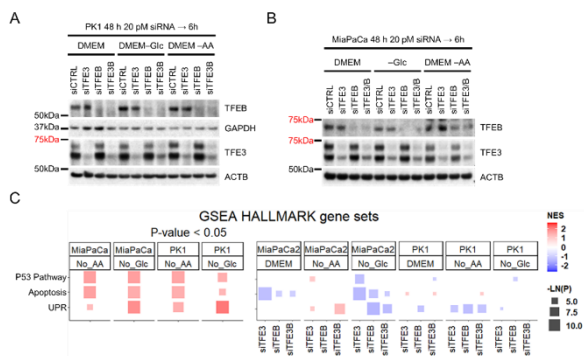 A
PK1 48 h 20 pM siRNA → 6h
DMEM DMEM-Glc DMEM -AA
siCTRL siTFE3 siTFEB siTFE3B siCTRL siTFE3 siTFEB siTFE3B siCTRL siTFE3 siTFEB siTFE3B
TFEB
50kDa
37kDa GAPDH
75kDa
TFE3
50kDa
ACTB
B
MiaPaCa 48 h 20 pM siRNA → 6h
DMEM -Glc DMEM -AA
siCTRL siTFE3 siTFEB siTFE3/B siCTRL siTFE3 siTFEB siTFE3/B siCTRL siTFE3 siTFEB siTFE3/B
75kDa
TFEB
50kDa
75kDa
TFE3
50kDa
ACTB
C
GSEA HALLMARK gene sets
P-value < 0.05
MiaPaCa MiaPaCa PK1 PK1
No_AA No_Glc No_AA No_Glc
MiaPaCa2 MiaPaCa2 MiaPaCa2 PK1 PK1 PK1
DMEM No_AA No_Glc DMEM No_AA No_Glc
P53 Pathway
Apoptosis
UPR
siTFE3 siTFEB siTFE3B siTFE3 siTFEB siTFE3B siTFE3 siTFEB siTFE3B siTFE3 siTFEB siTFE3B siTFE3 siTFEB siTFE3B siTFE3 siTFEB siTFE3B
NES
2
1
0
-1
-2
-LN(P)
5.0
7.5
10.0